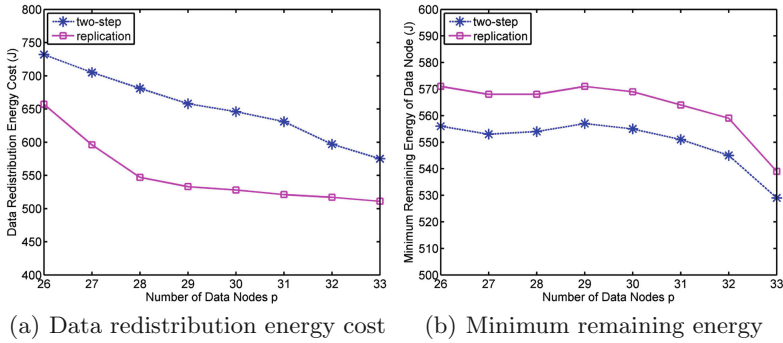 800
750
700
650
600
550
500
450
400
Data Redistribution Energy Cost (J)
two-step
replication
26 27 28 29 30 31 32 33
Number of Data Nodes p
(a) Data redistribution energy cost
600
590
580
570
560
550
540
530
520
510
500
Minimum Remaining Energy of Data Node (J)
two-step
replication
26 27 28 29 30 31 32 33
Number of Data Nodes p
(b) Minimum remaining energy